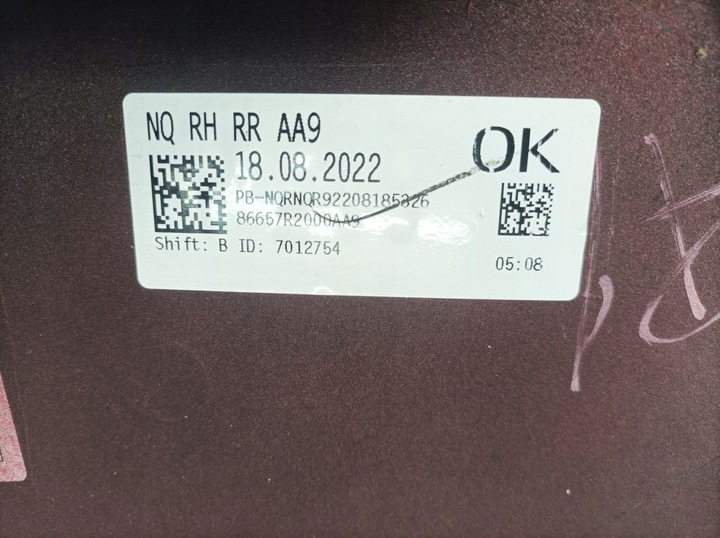 NQ RH RR AA9
OK
18.08.2022
PB-NQRNQR92208185326
86657R2000AA9
Shift: B ID: 7012754
05:08